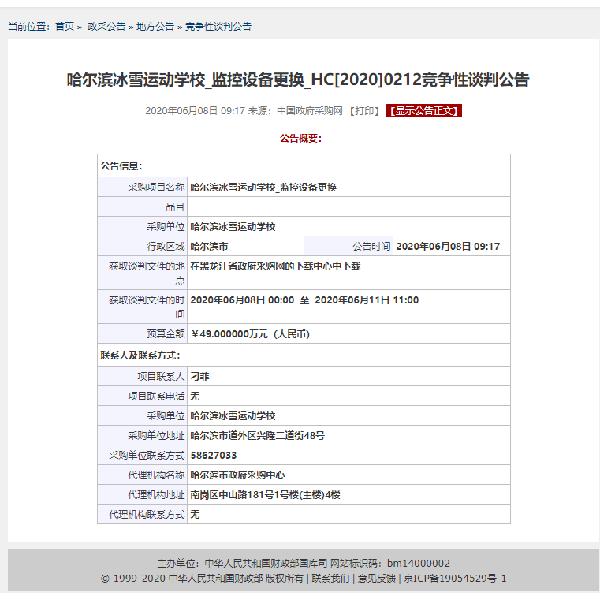 当前位置：首页 » 政采公告 » 地方公告 » 竞争性谈判公告
哈尔滨冰雪运动学校_监控设备更换_HC[2020]0212竞争性谈判公告
2020年06月08日 09:17 来源：中国政府采购网 【打印】 【显示公告正文】
公告概要：
公告信息：
采购项目名称 哈尔滨冰雪运动学校_监控设备更换
品目
采购单位 哈尔滨冰雪运动学校
行政区域 哈尔滨市 公告时间 2020年06月08日 09:17
获取谈判文件的地点 在黑龙江省政府采购网的下载中心中下载
获取谈判文件的时间 2020年06月08日 00:00 至 2020年06月11日 11:00
预算金额 ￥49.000000万元（人民币）
联系人及联系方式：
项目联系人 刁菲
项目联系电话 无
采购单位 哈尔滨冰雪运动学校
采购单位地址 哈尔滨市道外区兴隆二道街48号
采购单位联系方式 58627033
代理机构名称 哈尔滨市政府采购中心
代理机构地址 南岗区中山路181号1号楼(主楼)4楼
代理机构联系方式 无
主办单位：中华人民共和国财政部国库司 网站标识码：bm14000002
© 1999-2020 中华人民共和国财政部 版权所有 | 联系我们 | 意见反馈 | 京ICP备19054529号-1